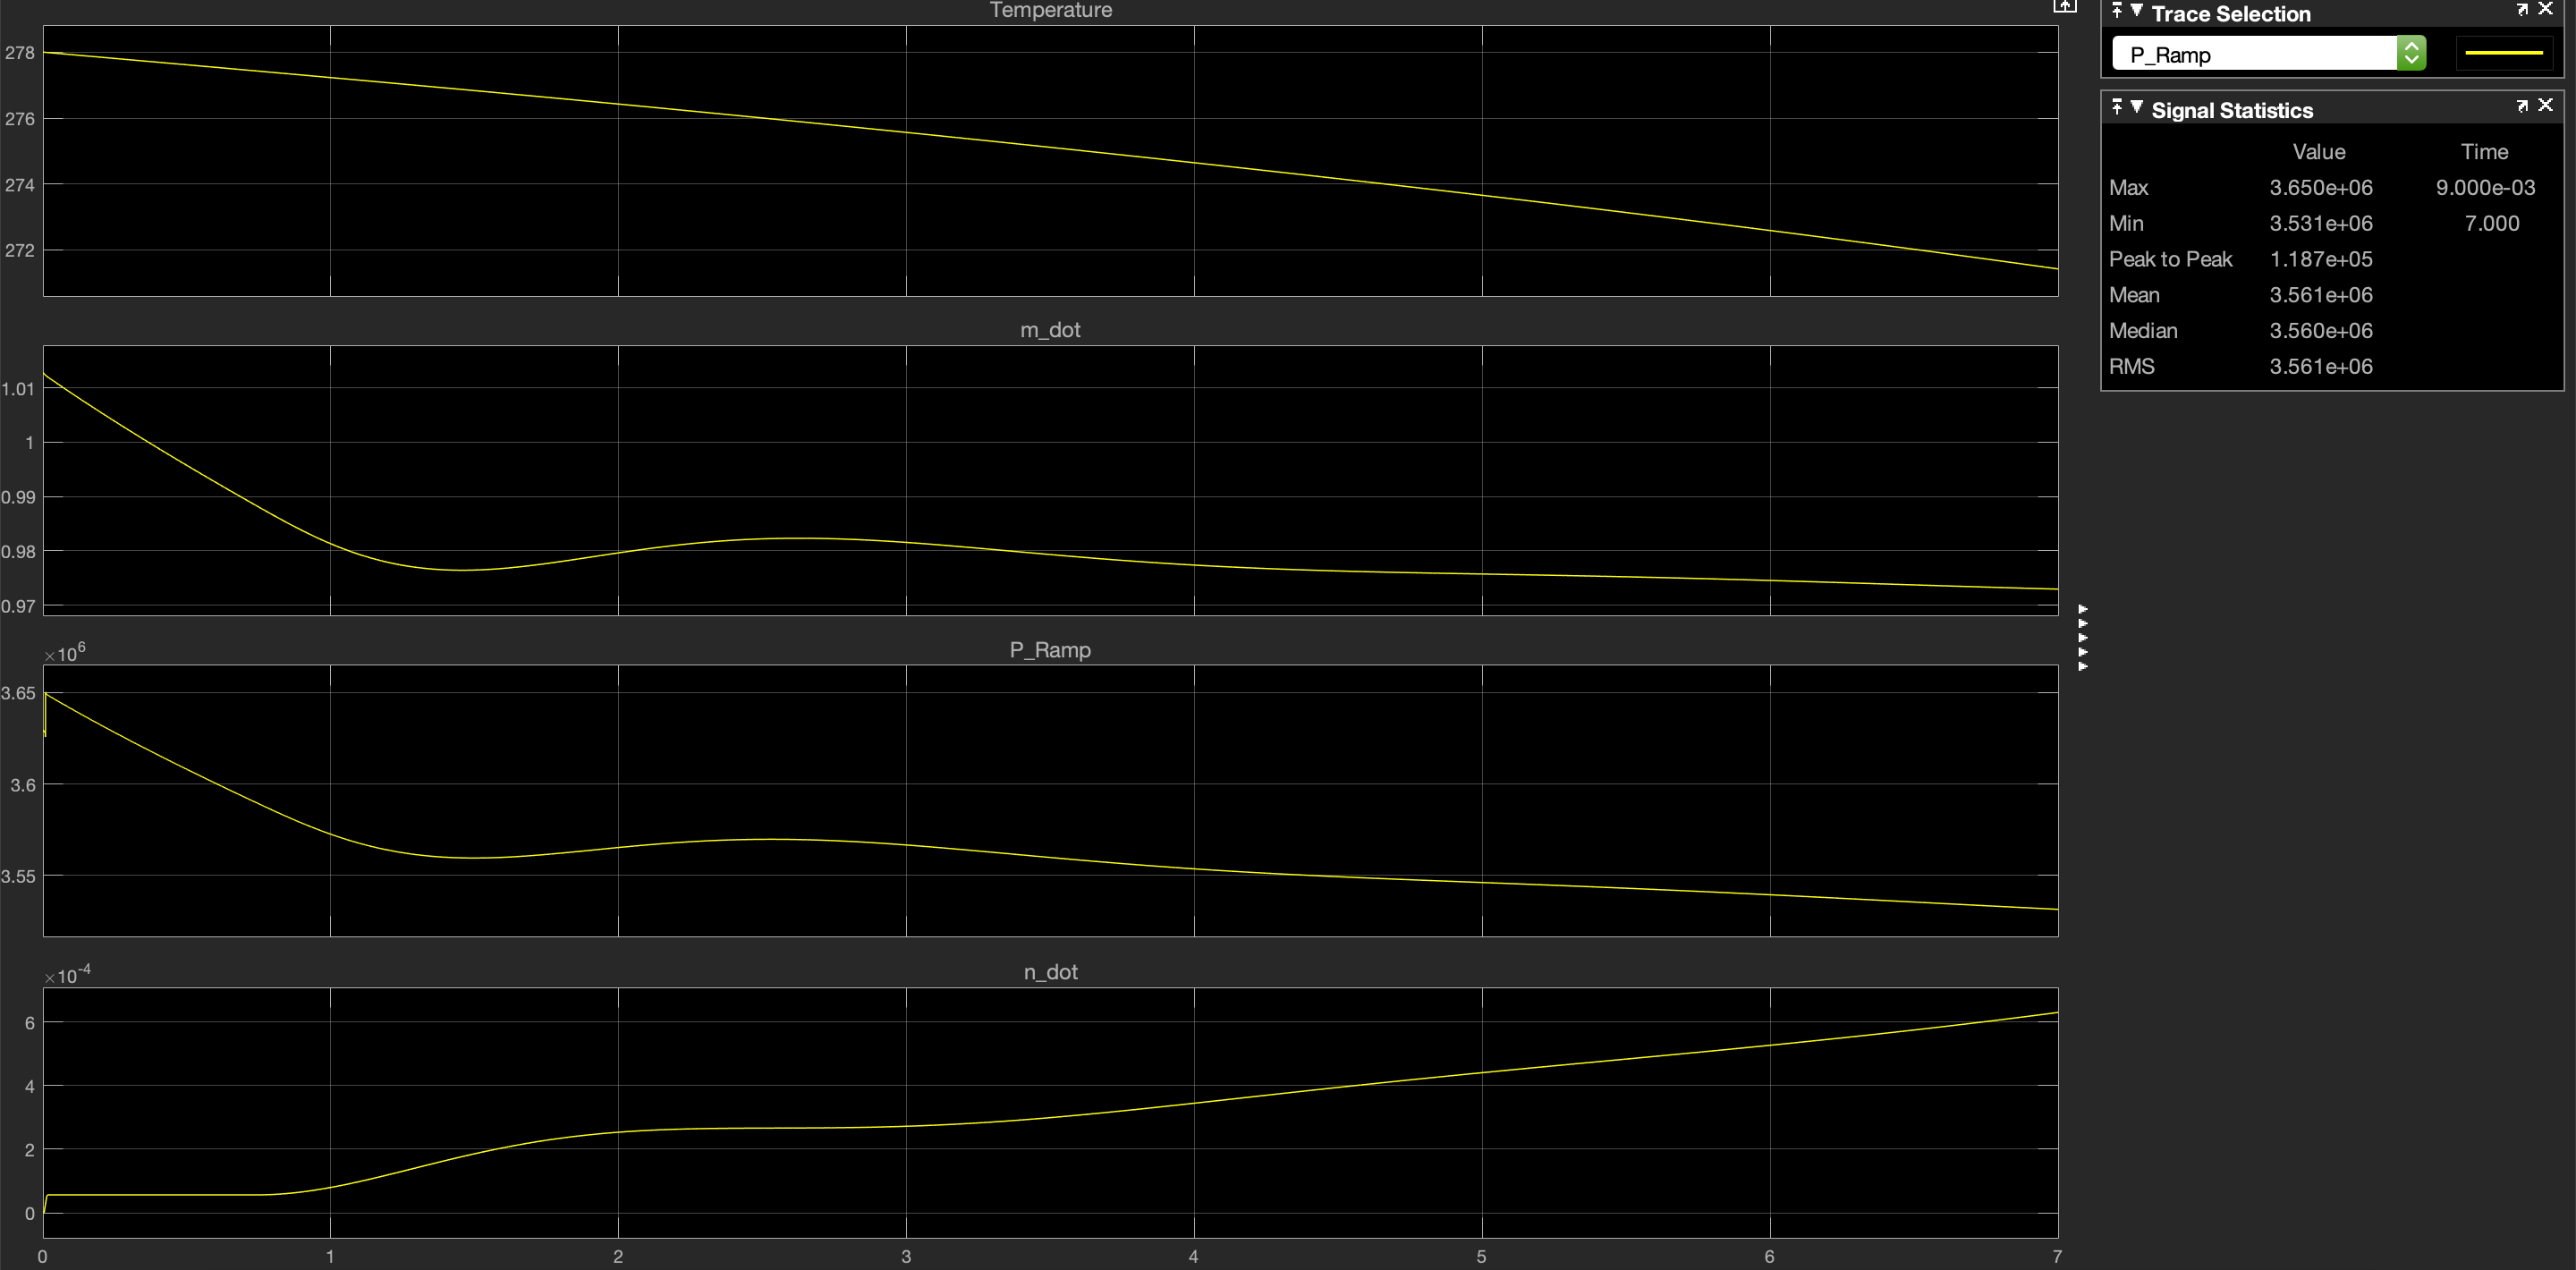 Temperature
278
276
274
272
m_dot
1.01
1
0.99
0.98
0.97
P_Ramp
×10^6
3.65
3.6
3.55
n_dot
×10^-4
6
4
2
0
0 1 2 3 4 5 6 7
Trace Selection
P_Ramp
Signal Statistics
Value Time
Max 3.650e+06 9.000e-03
Min 3.531e+06 7.000
Peak to Peak 1.187e+05
Mean 3.561e+06
Median 3.560e+06
RMS 3.561e+06